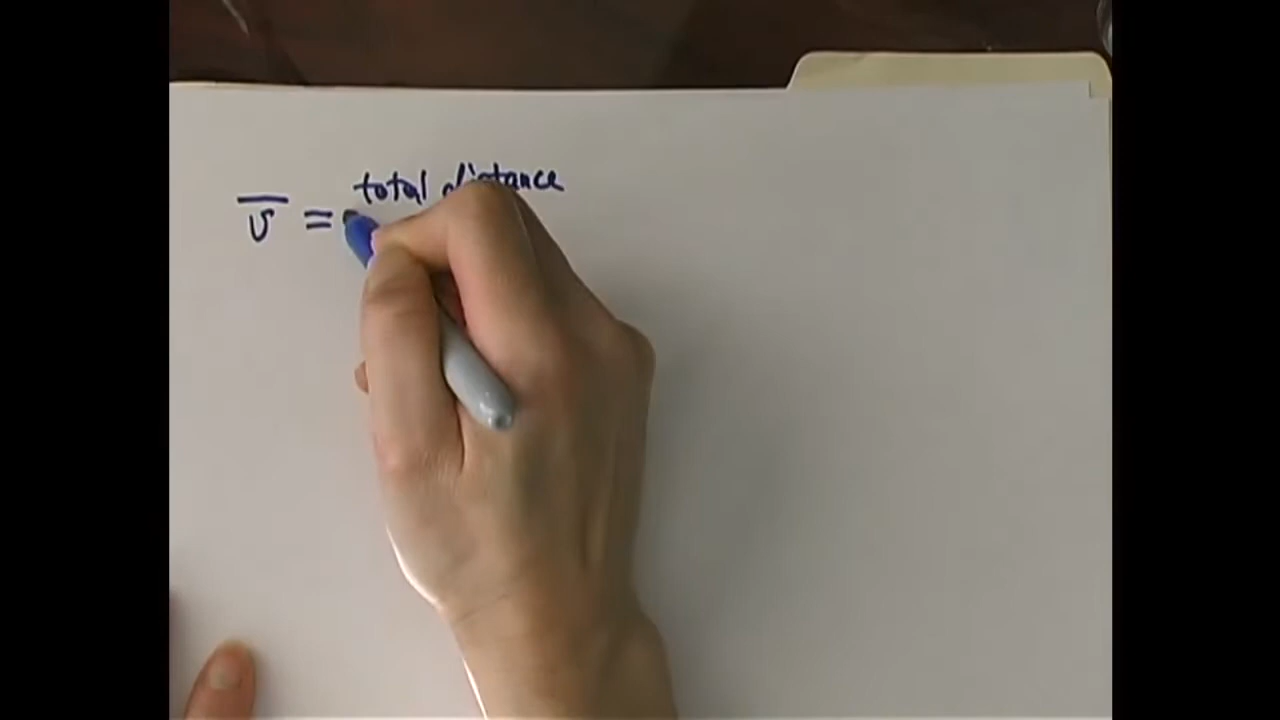 total distance
v̅ =